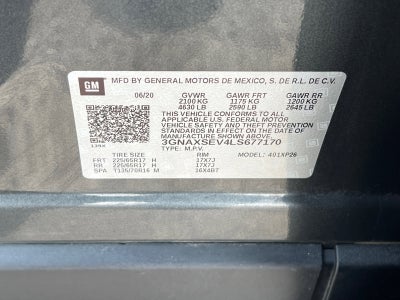 GM
MFD BY GENERAL MOTORS DE MEXICO, S. DE R.L. DE C.V.
06/20 GVWR GAWR FRT GAWR RR
2100 KG 1175 KG 1200 KG
4630 LB 2590 LB 2645 LB
THIS VEHICLE CONFORMS TO ALL
APPLICABLE U.S. FEDERAL MOTOR
VEHICLE SAFETY AND THEFT PREVENTION
STANDARDS IN EFFECT ON THE DATE OF
MANUFACTURE SHOWN ABOVE.
3GNAXSEV4LS677170
TYPE: M.P.V.
TIRE SIZE RIM MODEL: 401XP26
FRT 225/65R17 H 17X7J
RR 225/65R17 H 17X7J
SPA T135/70R16 M 16X4BT